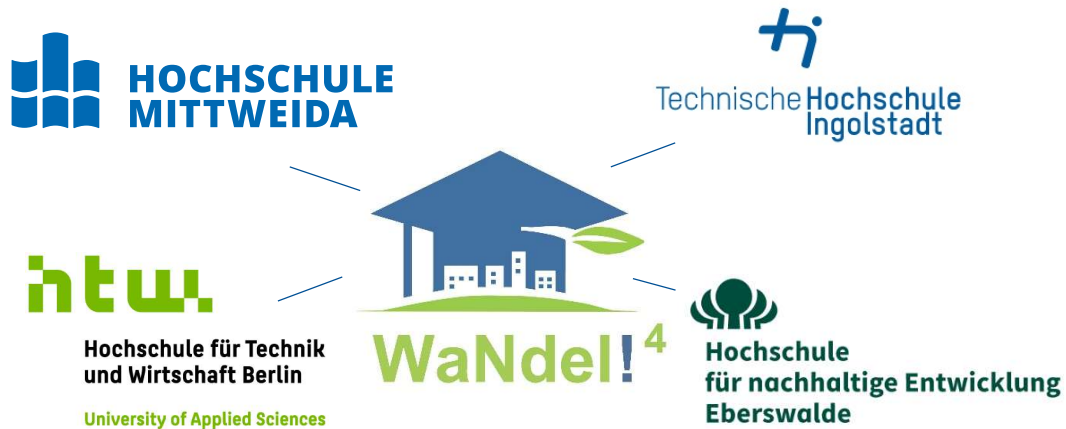 HOCHSCHULE
MITTWEIDA
Technische Hochschule
Ingolstadt
htw.
Hochschule für Technik
und Wirtschaft Berlin
University of Applied Sciences
WaNdel!⁴
Hochschule
für nachhaltige Entwicklung
Eberswalde